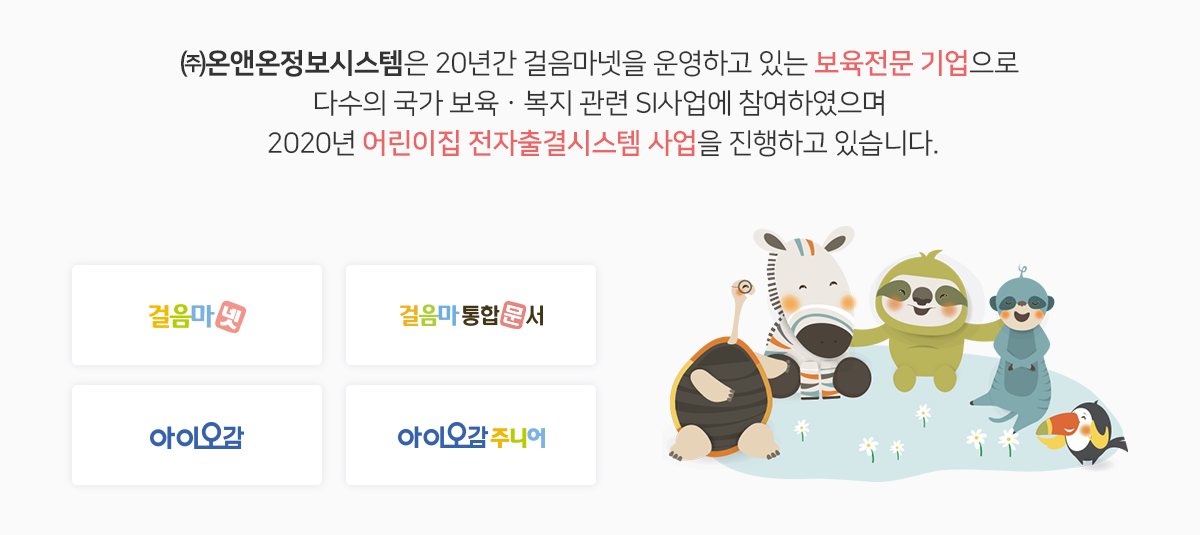 ㈜온앤온정보시스템은 20년간 걸음마넷을 운영하고 있는 보육전문 기업으로
다수의 국가 보육 · 복지 관련 SI사업에 참여하였으며
2020년 어린이집 전자출결시스템 사업을 진행하고 있습니다.
걸음마넷
걸음마통합문서
아이오감
아이오감주니어